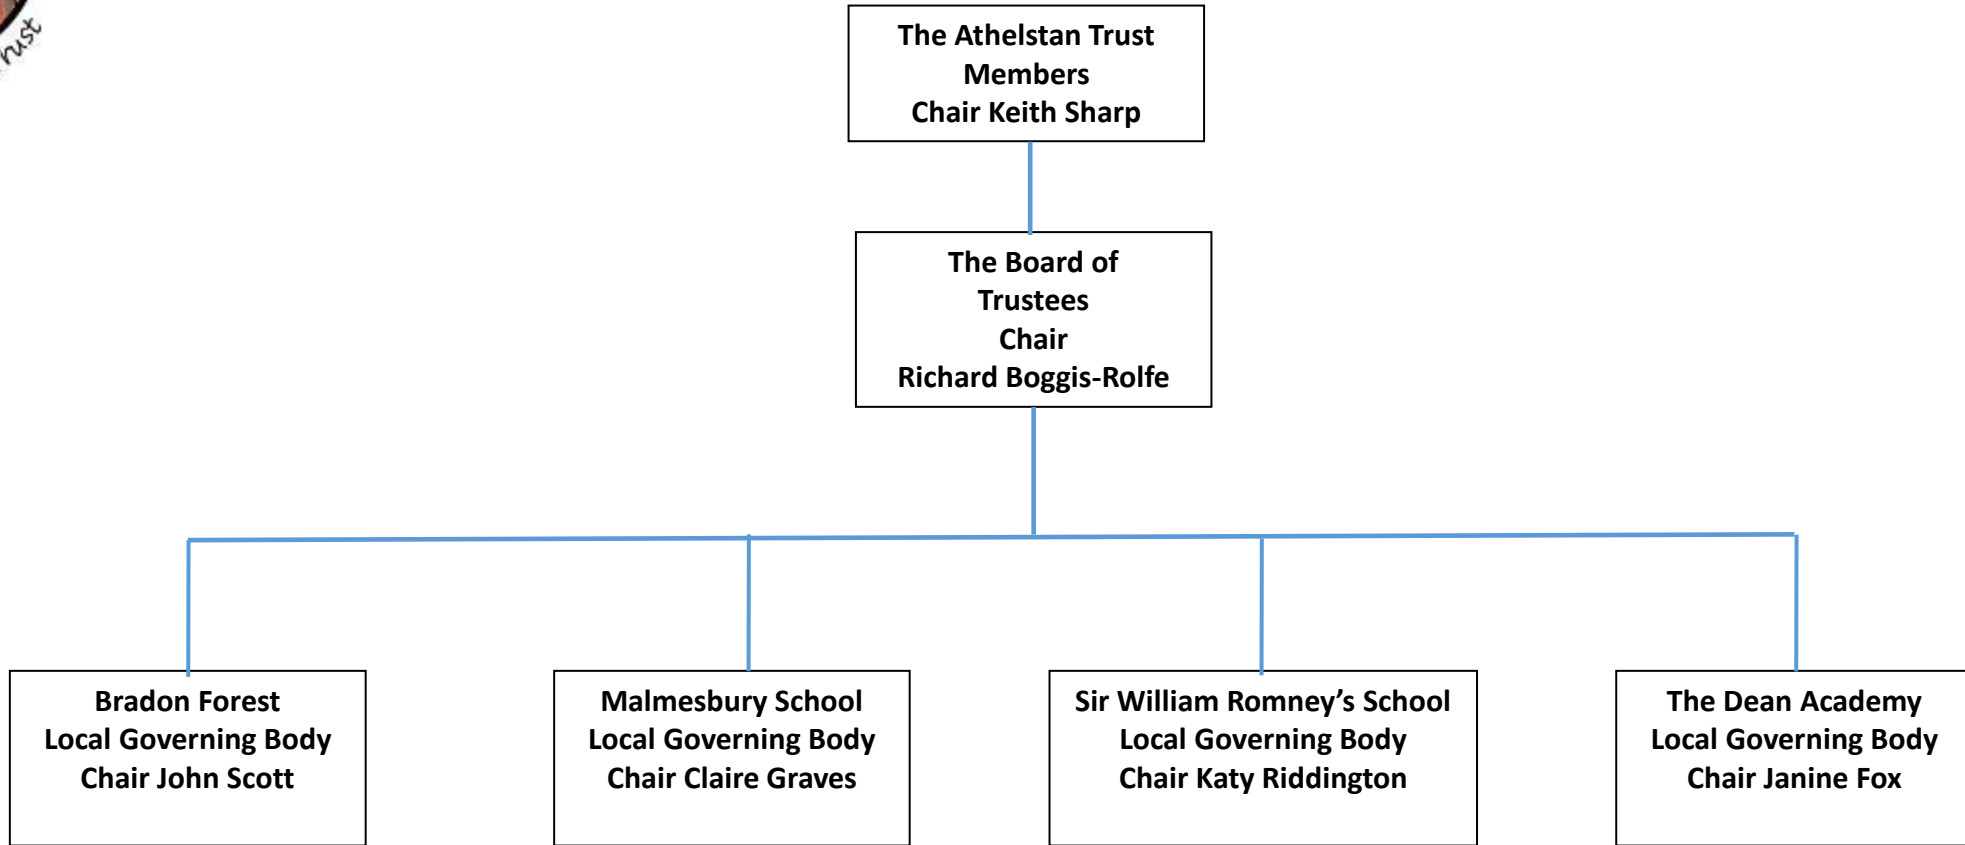 The Athelstan Trust
Members
Chair Keith Sharp
The Board of
Trustees
Chair
Richard Boggis-Rolfe
Bradon Forest
Local Governing Body
Chair John Scott
Malmesbury School
Local Governing Body
Chair Claire Graves
Sir William Romney’s School
Local Governing Body
Chair Katy Riddington
The Dean Academy
Local Governing Body
Chair Janine Fox